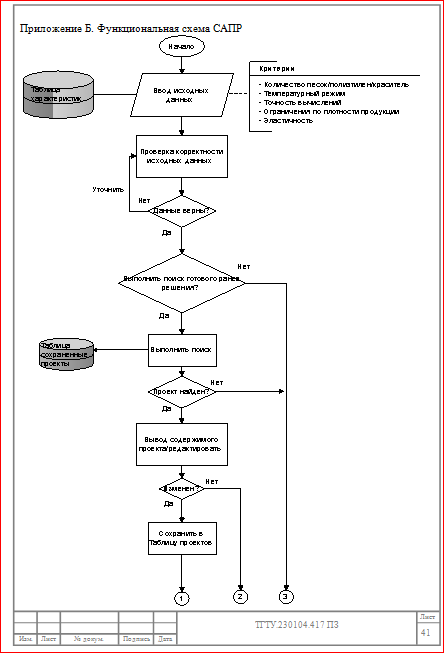 Приложение Б. Функциональная схема САПР
Начало
Таблица
характеристик
Ввод исходных
данных
Критерии
• Количество песок/полиэтилен/краситель
• Температурный режим
• Точность вычислений
• Ограничения по плотности продукции
• Эластичность
Проверка корректности
исходных данных
Уточнить
Нет
Данные верны?
Да
Выполнить поиск готового ранее
решения?
Нет
Да
Таблица
сохраненные
проекты
Выполнить поиск
Проект найден?
Нет
Да
Вывод содержимого
проекта/редактировать
Изменен?
Нет
Да
Сохранить в
Таблицу проектов
1
2
3
ТГТУ.230104.417 ПЗ
Лист
41
Изм.
Лист
№ докум.
Подпись
Дата